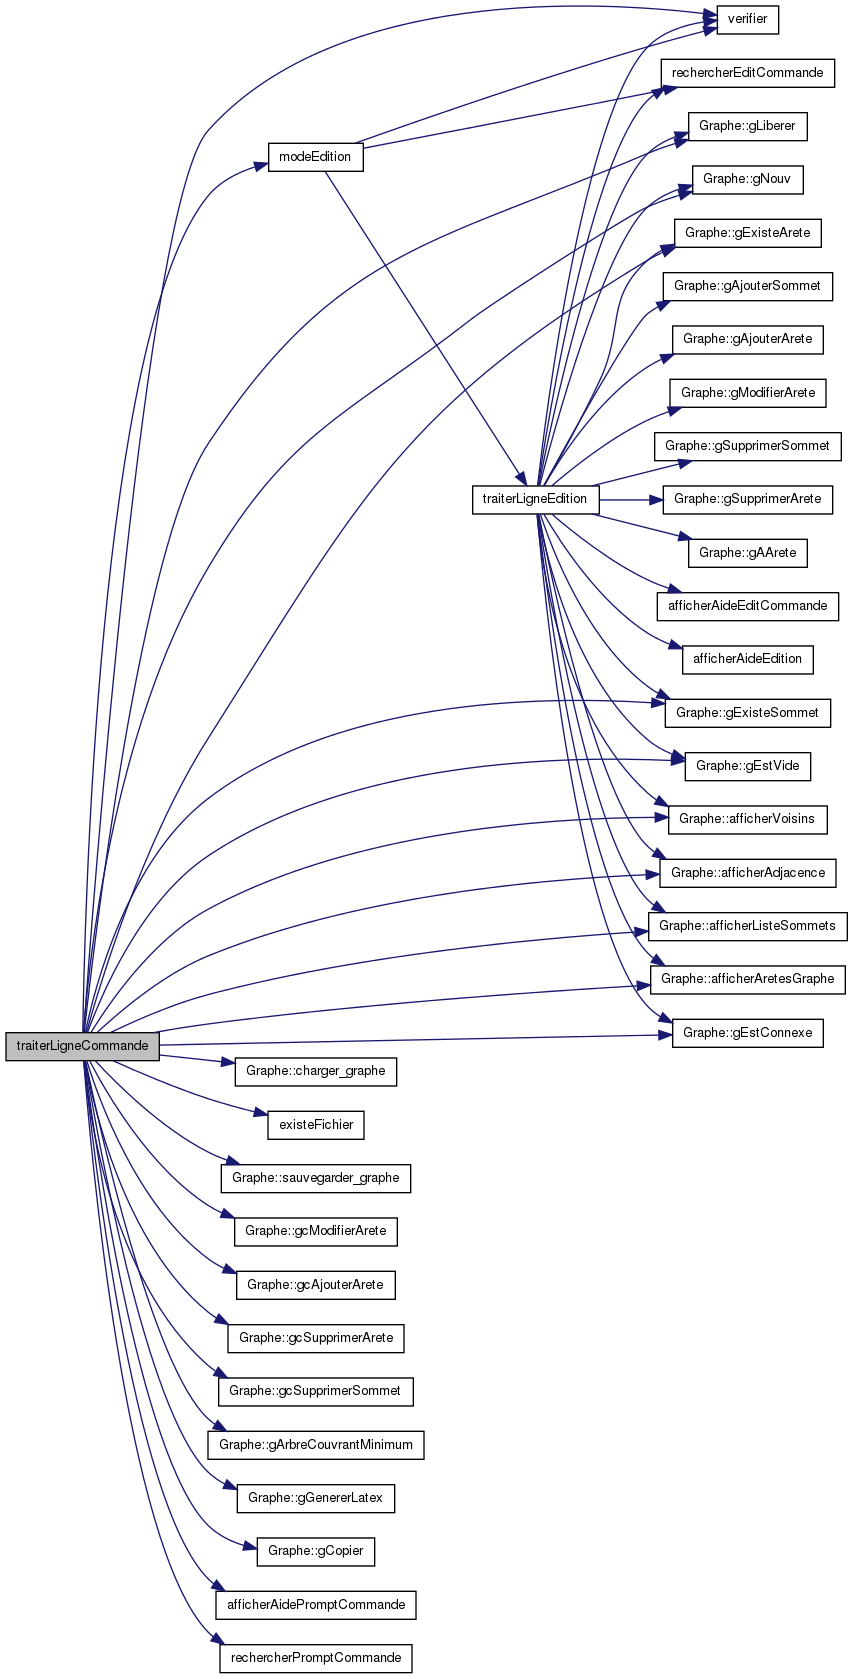 verifier
rechercherEditCommande
Graphe::gLiberer
modeEdition
Graphe::gNouv
Graphe::gExisteArete
Graphe::gAjouterSommet
Graphe::gAjouterArete
Graphe::gModifierArete
Graphe::gSupprimerSommet
traiterLigneEdition
Graphe::gSupprimerArete
Graphe::gAArete
afficherAideEditCommande
afficherAideEdition
Graphe::gExisteSommet
Graphe::gEstVide
Graphe::afficherVoisins
Graphe::afficherAdjacence
Graphe::afficherListeSommets
Graphe::afficherAretesGraphe
Graphe::gEstConnexe
traiterLigneCommande
Graphe::charger_graphe
existeFichier
Graphe::sauvegarder_graphe
Graphe::gcModifierArete
Graphe::gcAjouterArete
Graphe::gcSupprimerArete
Graphe::gcSupprimerSommet
Graphe::gArbreCouvrantMinimum
Graphe::gGenererLatex
Graphe::gCopier
afficherAidePromptCommande
rechercherPromptCommande